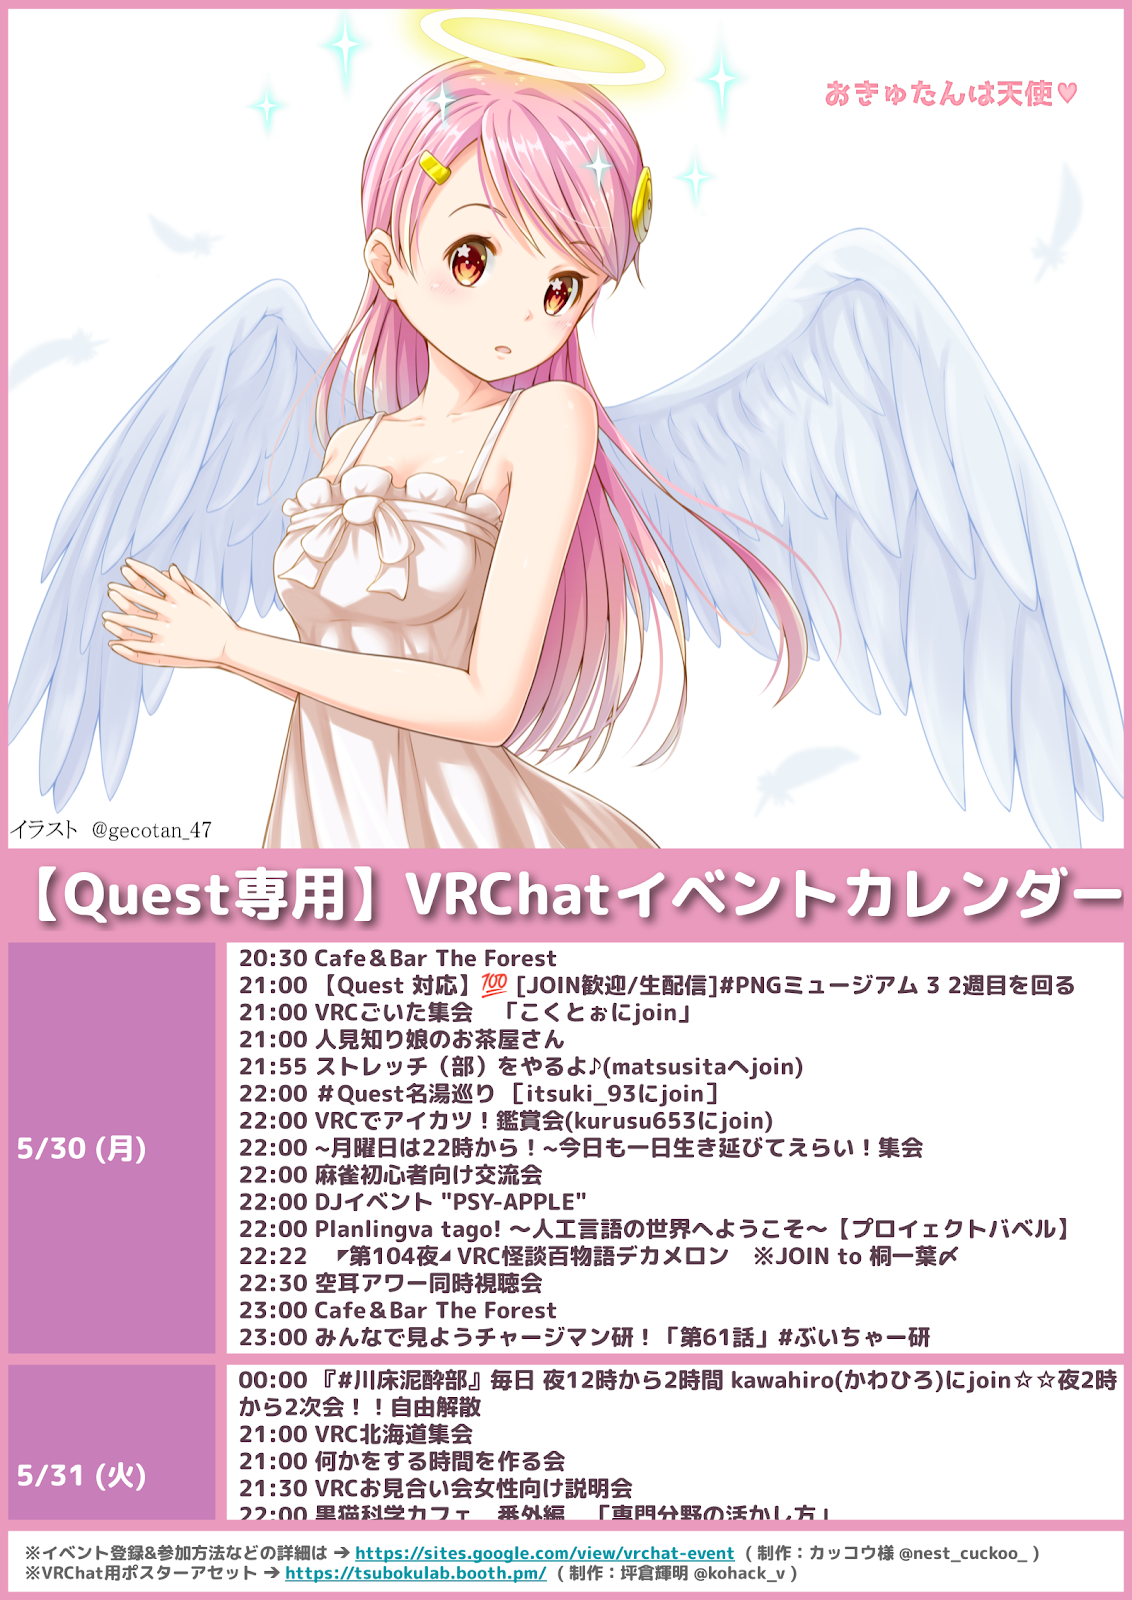 おきゅたんは天使♥
イラスト @gecotan_47
【Quest専用】VRChatイベントカレンダー
5/30 (月)
20:30 Cafe＆Bar The Forest
21:00 【Quest 対応】💯 [JOIN歓迎/生配信]#PNGミュージアム 3 2週目を回る
21:00 VRCごいた集会　「こくとぉにjoin」
21:00 人見知り娘のお茶屋さん
21:55 ストレッチ（部）をやるよ♪(matsusitaへjoin)
22:00 ＃Quest名湯巡り ［itsuki_93にjoin］
22:00 VRCでアイカツ！鑑賞会(kurusu653にjoin)
22:00 ~月曜日は22時から！~今日も一日生き延びてえらい！集会
22:00 麻雀初心者向け交流会
22:00 DJイベント "PSY-APPLE"
22:00 Planlingva tago! 〜人工言語の世界へようこそ〜【プロイェクトバベル】
22:22 　◤第104夜◢ VRC怪談百物語デカメロン　※JOIN to 桐一葉〆
22:30 空耳アワー同時視聴会
23:00 Cafe＆Bar The Forest
23:00 みんなで見ようチャージマン研！「第61話」#ぶいちゃー研
5/31 (火)
00:00 『#川床泥酔部』毎日 夜12時から2時間 kawahiro(かわひろ)にjoin☆☆夜2時
から2次会！！自由解散
21:00 VRC北海道集会
21:00 何かをする時間を作る会
21:30 VRCお見合い会女性向け説明会
22:00 黒猫科学カフェ　番外編　「専門分野の活かし方」
※イベント登録&参加方法などの詳細は ➔ https://sites.google.com/view/vrchat-event ( 制作：カッコウ様 @nest_cuckoo_ )
※VRChat用ポスターアセット ➔ https://tsubokulab.booth.pm/ ( 制作：坪倉輝明 @kohack_v )